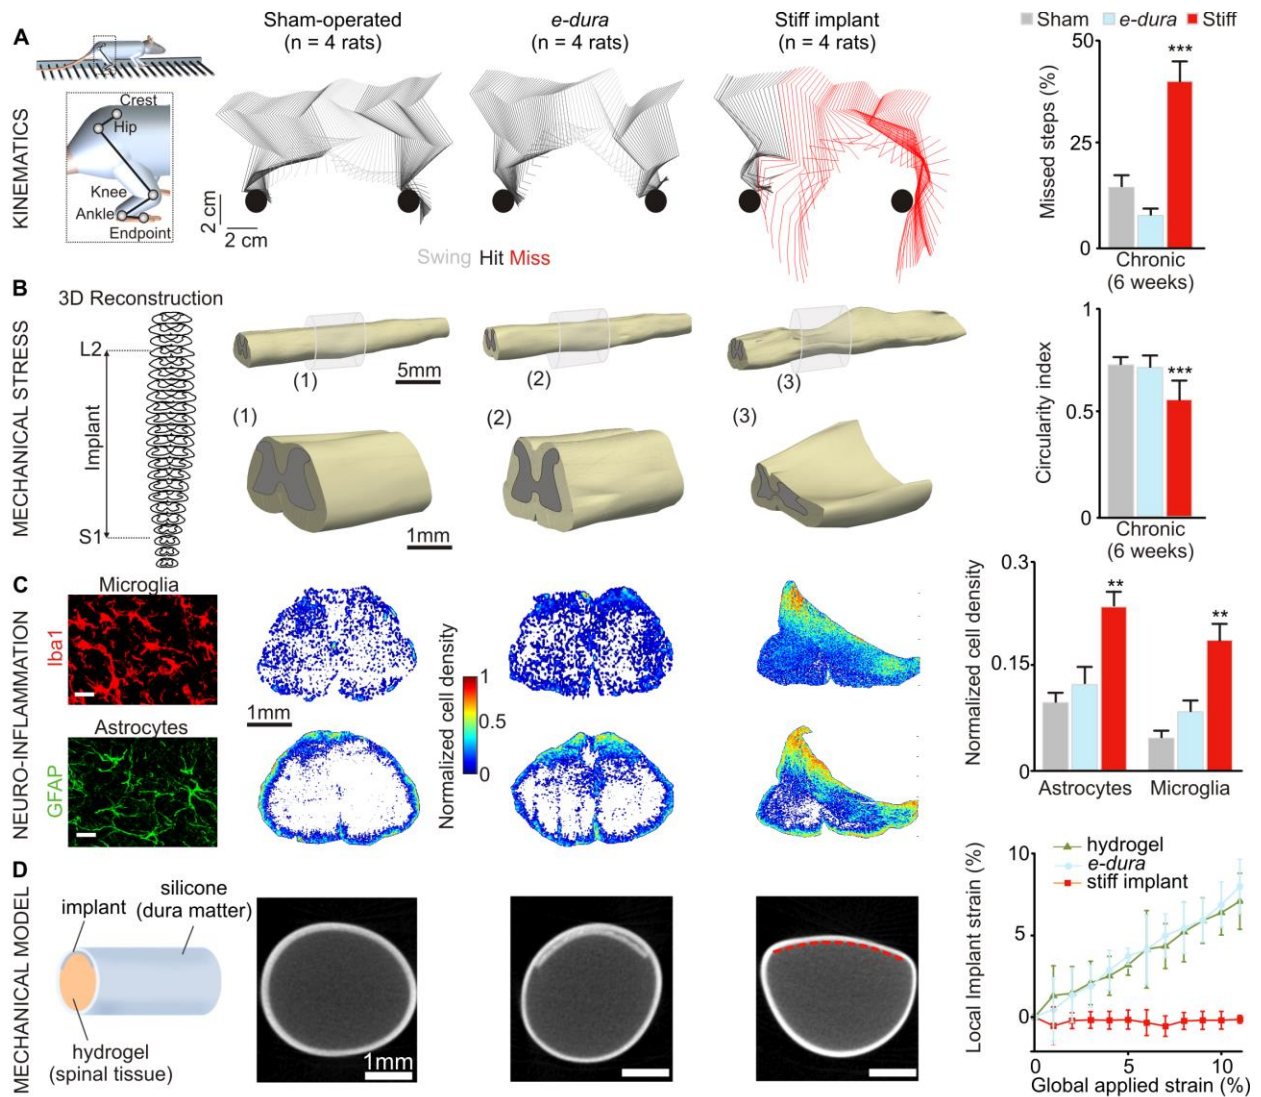 A
KINEMATICS
Crest
Hip
Knee
Ankle
Endpoint
Sham-operated
(n = 4 rats)
e-dura
(n = 4 rats)
Stiff implant
(n = 4 rats)
2 cm
2 cm
Swing Hit Miss
Sham e-dura Stiff
Missed steps (%)
50
25
0
***
Chronic
(6 weeks)
B
MECHANICAL STRESS
3D Reconstruction
L2
Implant
S1
(1)
5mm
(2)
(3)
(1)
(2)
(3)
1mm
Circularity index
1
0.5
0
***
Chronic
(6 weeks)
C
NEURO-INFLAMMATION
Microglia
Iba1
Astrocytes
GFAP
1mm
Normalized cell density
1
0.5
0
Normalized cell density
0.3
0.15
0
**
**
Astrocytes Microglia
D
MECHANICAL MODEL
implant
silicone
(dura matter)
hydrogel
(spinal tissue)
1mm
Local Implant strain (%)
10
5
0
hydrogel
e-dura
stiff implant
0 5 10
Global applied strain (%)